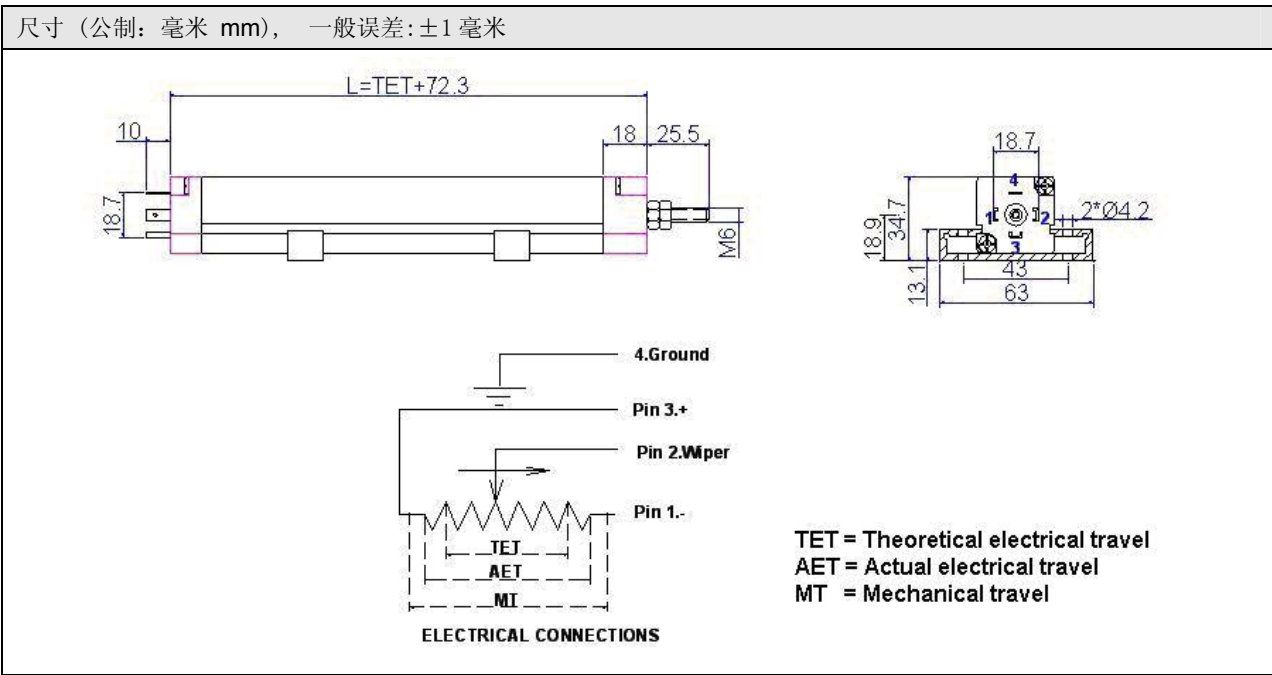 尺寸 (公制: 毫米 mm), 一般误差:±1 毫米
L=TET+72.3
10
18
25.5
18.7
M6
18.7
4
1
2
3
2*Ø4.2
34.7
18.9
13.1
43
63
4.Ground
Pin 3.+
Pin 2.Wiper
Pin 1.-
TET
AET
MT
ELECTRICAL CONNECTIONS
TET = Theoretical electrical travel
AET = Actual electrical travel
MT = Mechanical travel